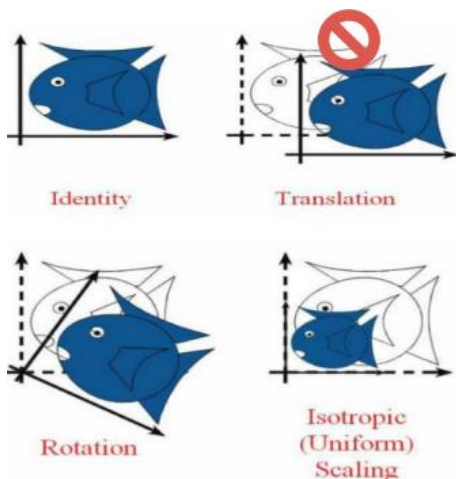 Identity
Translation
Rotation
Isotropic
(Uniform)
Scaling